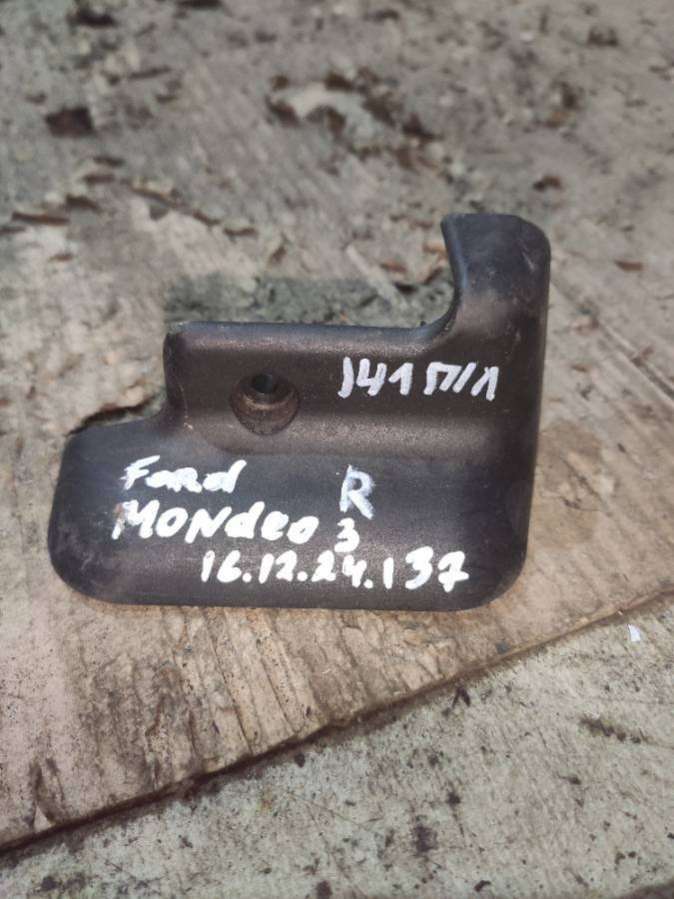 141 П/Л
Ford R
Mondeo 3
16.12.24.137